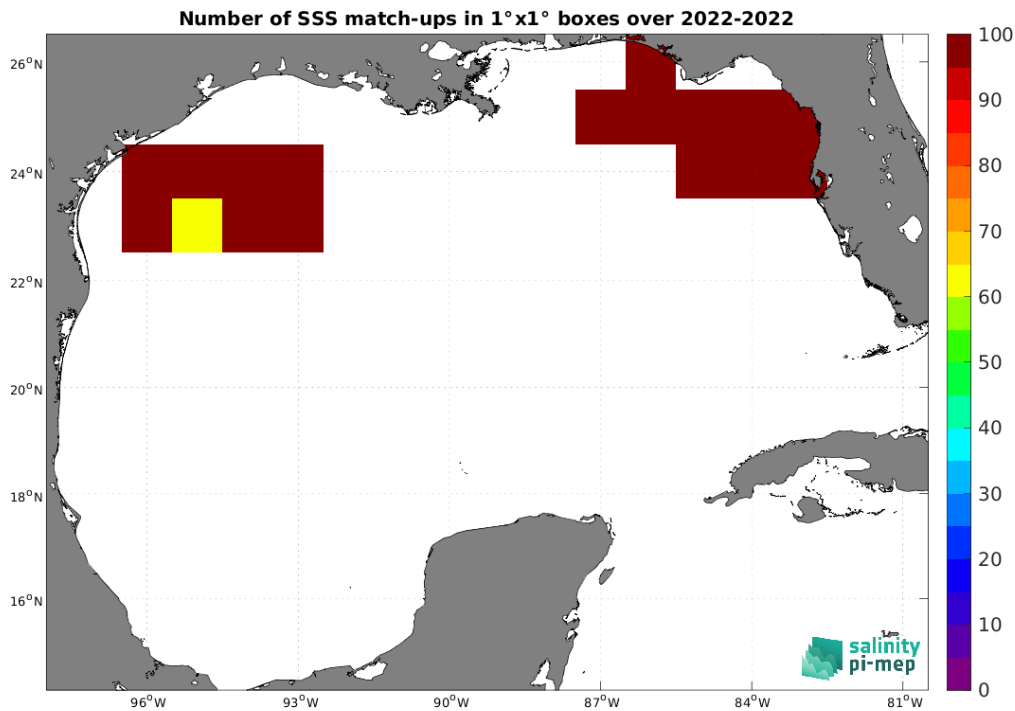 Number of SSS match-ups in 1°x1° boxes over 2022-2022
26°N
24°N
22°N
20°N
18°N
16°N
96°W
93°W
90°W
87°W
84°W
81°W
100
90
80
70
60
50
40
30
20
10
0
salinity
pi-mep